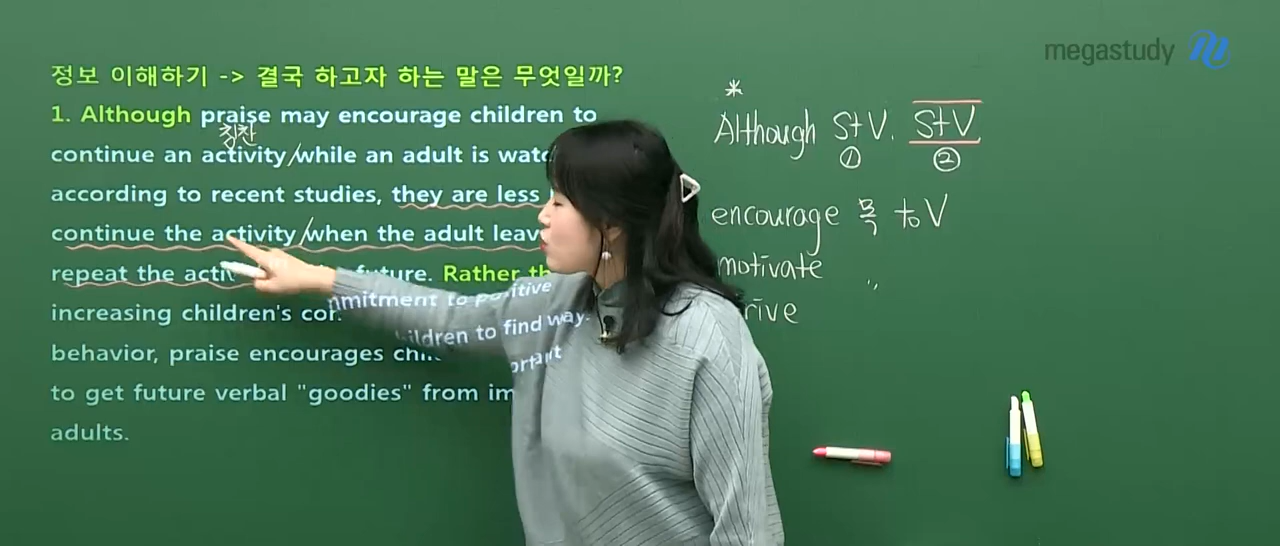 megastudy
정보 이해하기 -> 결국 하고자 하는 말은 무엇일까?
1. Although praise may encourage children to
칭찬
continue an activity/while an adult is watc
according to recent studies, they are less
continue the activity/when the adult leav
repeat the activ future. Rather th
increasing children's com mmitment to positive
behavior, praise encourages chil ildren to find way
to get future verbal "goodies" from im ortant
adults.
*
Although S+V, S+V
① ②
encourage 목 to V
motivate 〃
rive